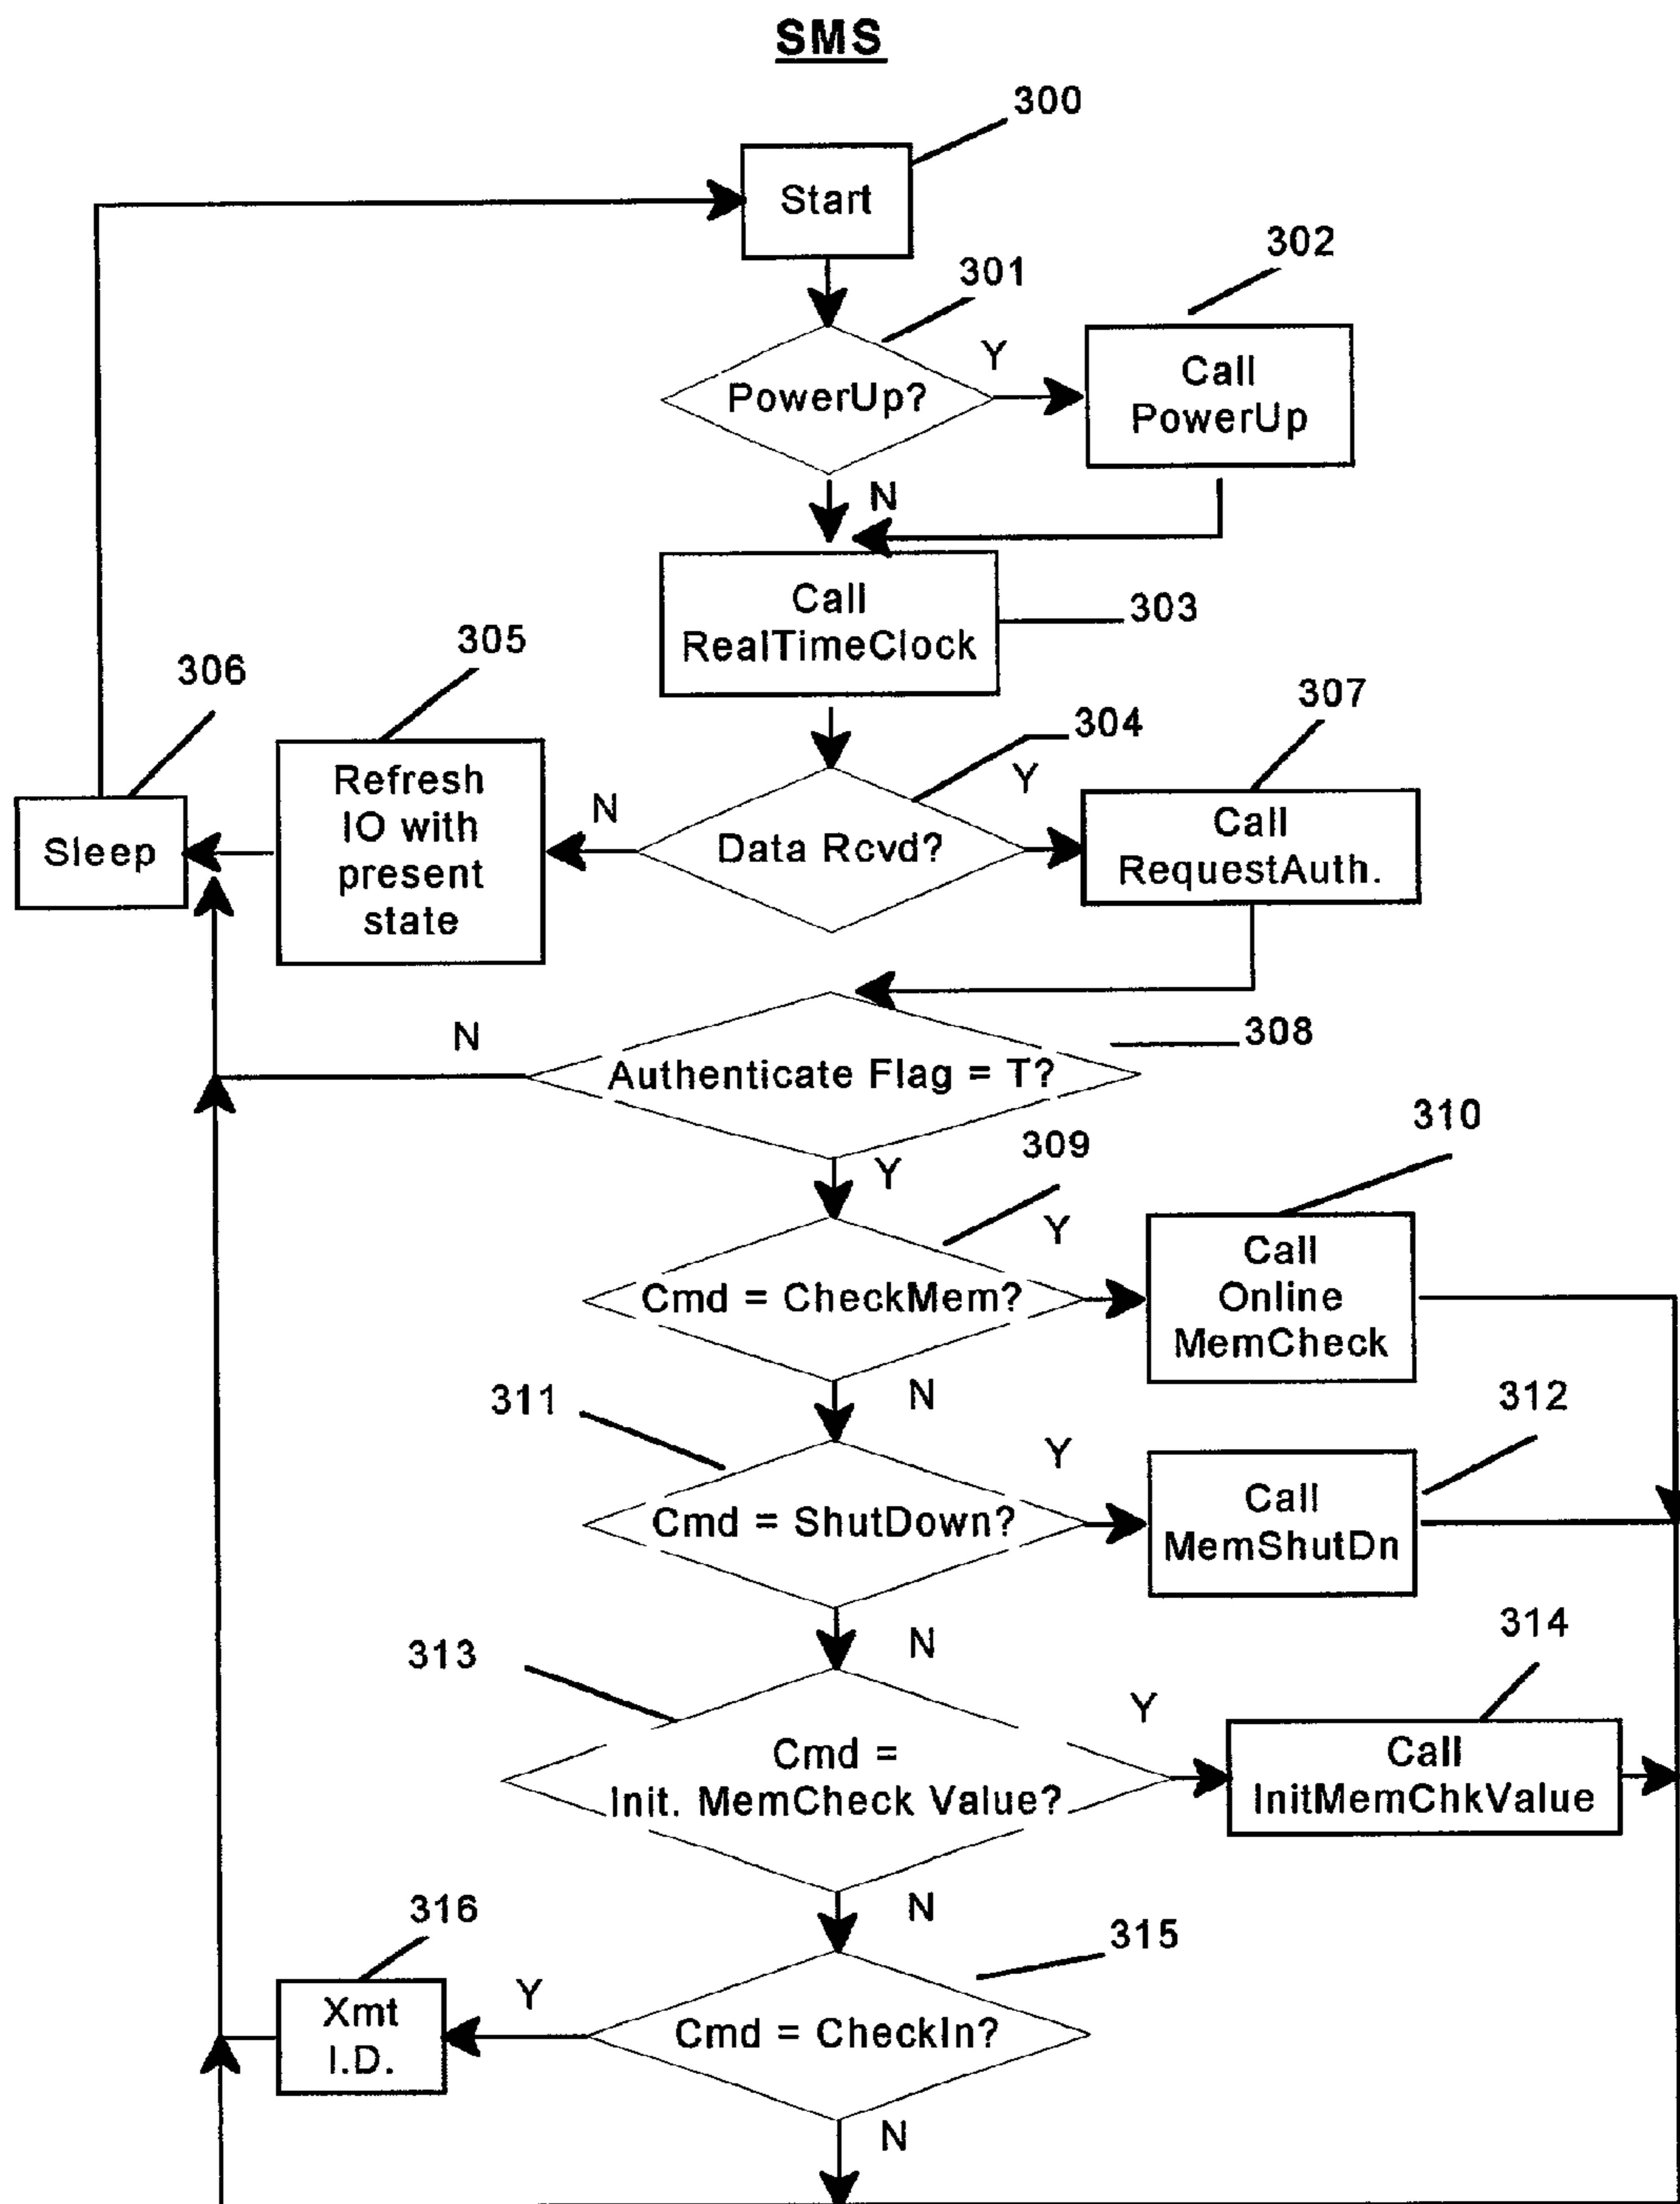 SMS
300
Start
301
302
PowerUp?
Y
Call
PowerUp
N
Call
RealTimeClock
303
304
305
306
307
Refresh
IO with
present
state
Sleep
N
Data Rcvd?
Y
Call
RequestAuth.
N
Authenticate Flag = T?
308
Y
309
310
Cmd = CheckMem?
Y
Call
Online
MemCheck
N
311
312
Cmd = ShutDown?
Y
Call
MemShutDn
N
313
314
Cmd =
Init. MemCheck Value?
Y
Call
InitMemChkValue
N
315
316
Xmt
I.D.
Y
Cmd = CheckIn?
N